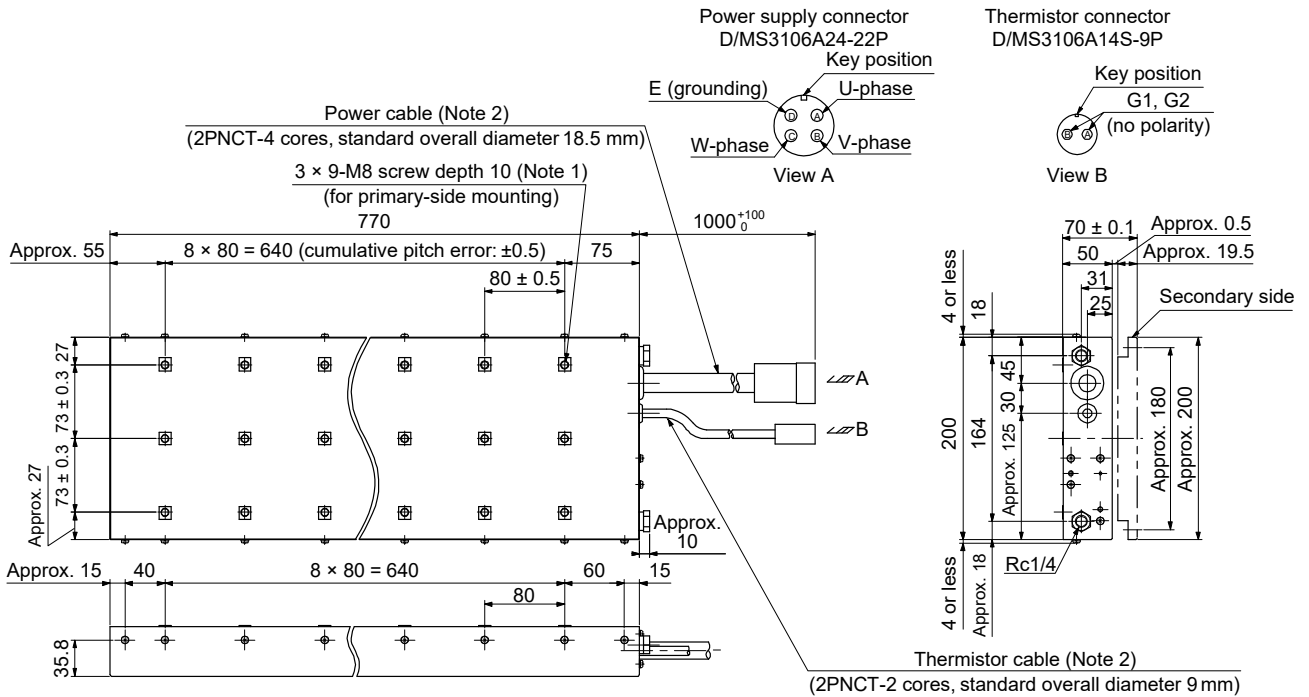 Power supply connector
D/MS3106A24-22P
Key position
E (grounding)
U-phase
D
A
C
B
W-phase
V-phase
View A
Thermistor connector
D/MS3106A14S-9P
Key position
G1, G2
(no polarity)
B
A
View B
Power cable (Note 2)
(2PNCT-4 cores, standard overall diameter 18.5 mm)
3 × 9-M8 screw depth 10 (Note 1)
(for primary-side mounting)
770
1000 +100 0
Approx. 55
8 × 80 = 640 (cumulative pitch error: ±0.5)
75
80 ± 0.5
27
73 ± 0.3
73 ± 0.3
Approx. 27
A
B
Approx.
10
Approx. 15
40
8 × 80 = 640
60
15
80
35.8
70 ± 0.1
Approx. 0.5
50
Approx. 19.5
31
25
Secondary side
4 or less
18
45
30
200
164
Approx. 125
Approx. 180
Approx. 200
4 or less
Approx. 18
Rc1/4
Thermistor cable (Note 2)
(2PNCT-2 cores, standard overall diameter 9 mm)